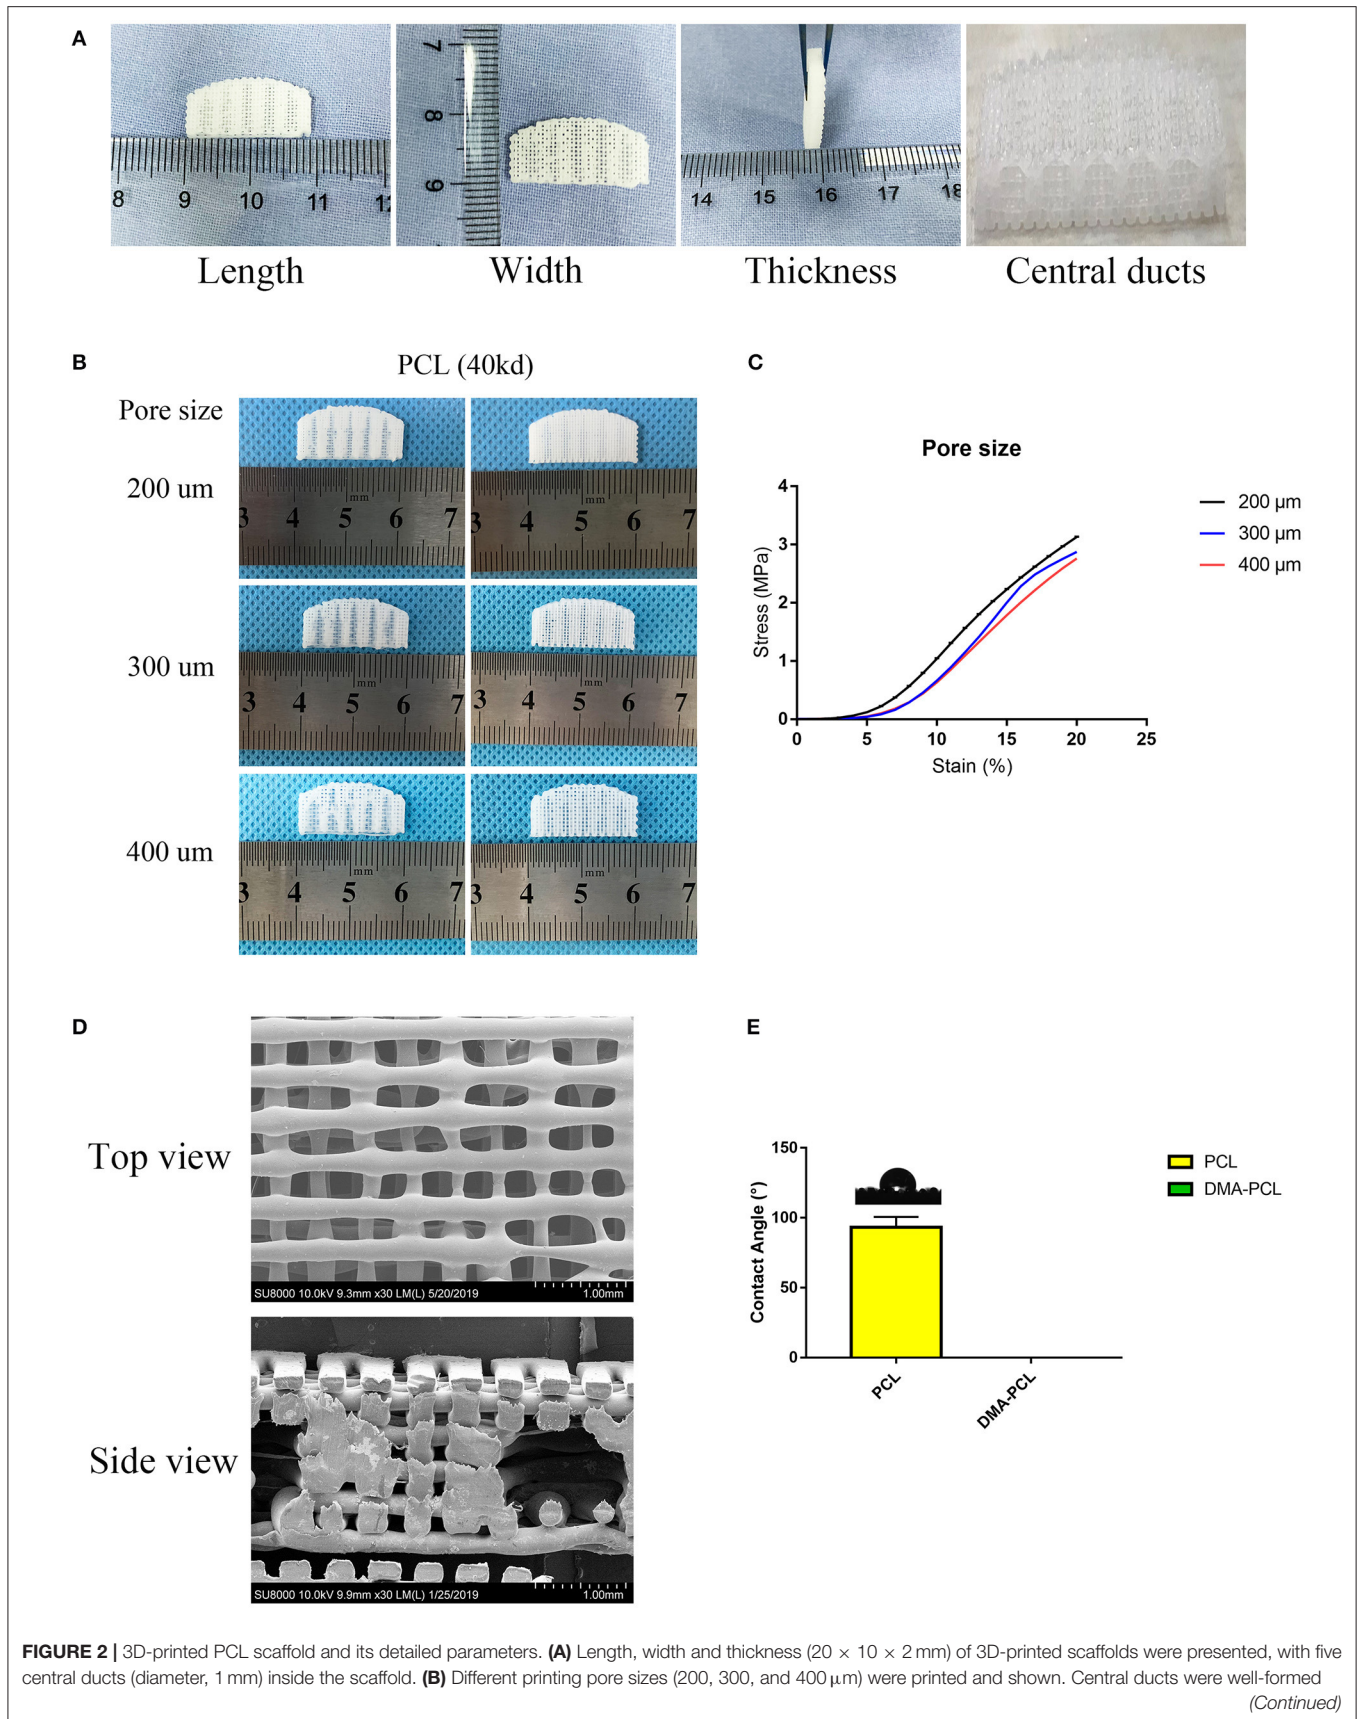 A
8 9 10 11 12
7 8 9
14 15 16 17 18
Length Width Thickness Central ducts
B
PCL (40kd)
Pore size
200 um
mm
3 4 5 6 7
mm
3 4 5 6 7
300 um
mm
3 4 5 6 7
mm
3 4 5 6 7
400 um
mm
3 4 5 6 7
mm
3 4 5 6 7
C
Pore size
4
3
2
1
0
Stress (MPa)
0 5 10 15 20 25
Stain (%)
200 μm
300 μm
400 μm
D
Top view
SU8000 10.0kV 9.3mm x30 LM(L) 5/20/2019 1.00mm
Side view
SU8000 10.0kV 9.9mm x30 LM(L) 1/25/2019 1.00mm
E
150
100
50
0
Contact Angle (°)
PCL
DMA-PCL
PCL
DMA-PCL
FIGURE 2 | 3D-printed PCL scaffold and its detailed parameters. (A) Length, width and thickness (20 × 10 × 2 mm) of 3D-printed scaffolds were presented, with five
central ducts (diameter, 1 mm) inside the scaffold. (B) Different printing pore sizes (200, 300, and 400 μm) were printed and shown. Central ducts were well-formed
(Continued)